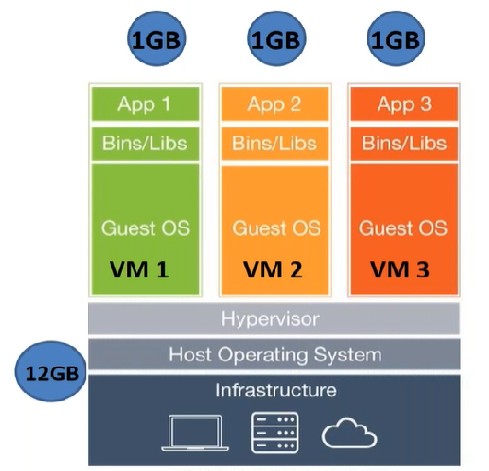 1GB 1GB 1GB
App 1 App 2 App 3
Bins/Libs Bins/Libs Bins/Libs
Guest OS Guest OS Guest OS
VM 1 VM 2 VM 3
Hypervisor
Host Operating System
12GB
Infrastructure